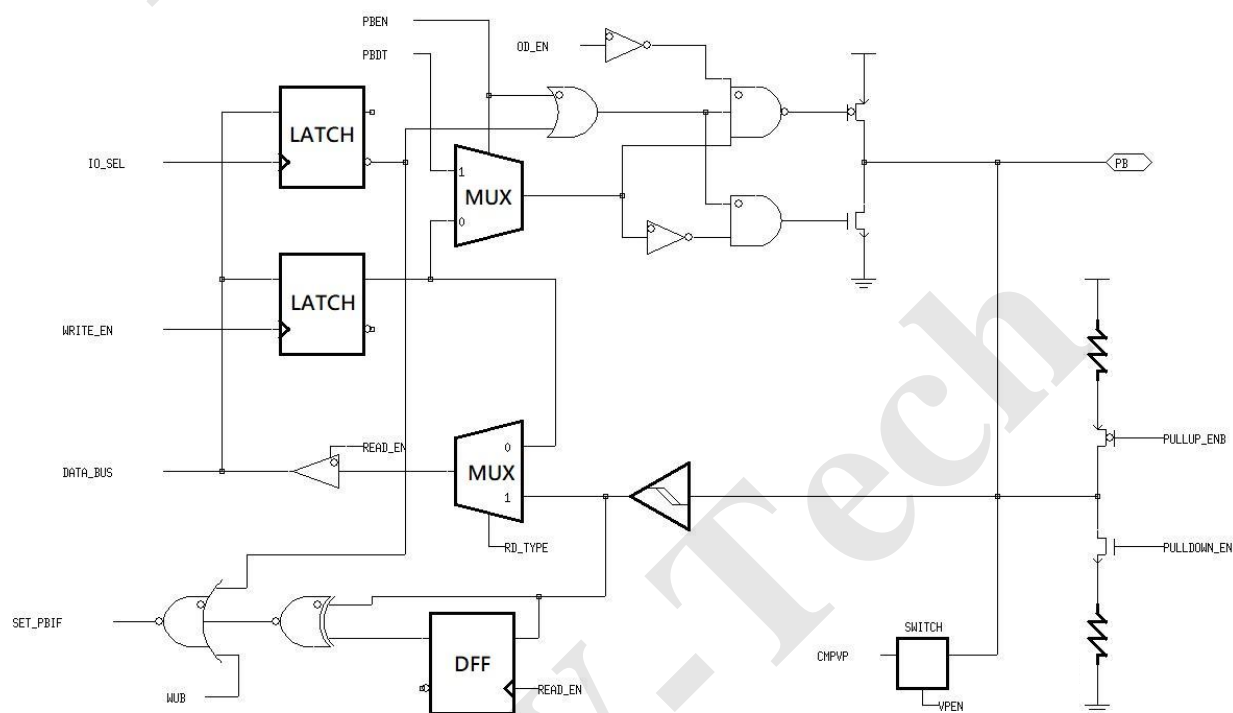 PBEN
OD_EN
PBDT
LATCH
IO_SEL
1
MUX
0
PB
LATCH
WRITE_EN
READ_EN
0
MUX
1
DATA_BUS
PULLUP_ENB
RD_TYPE
PULLDOWN_EN
SET_PBIF
SWITCH
DFF
CMPVP
READ_EN
WUB
VPEN
-Tech